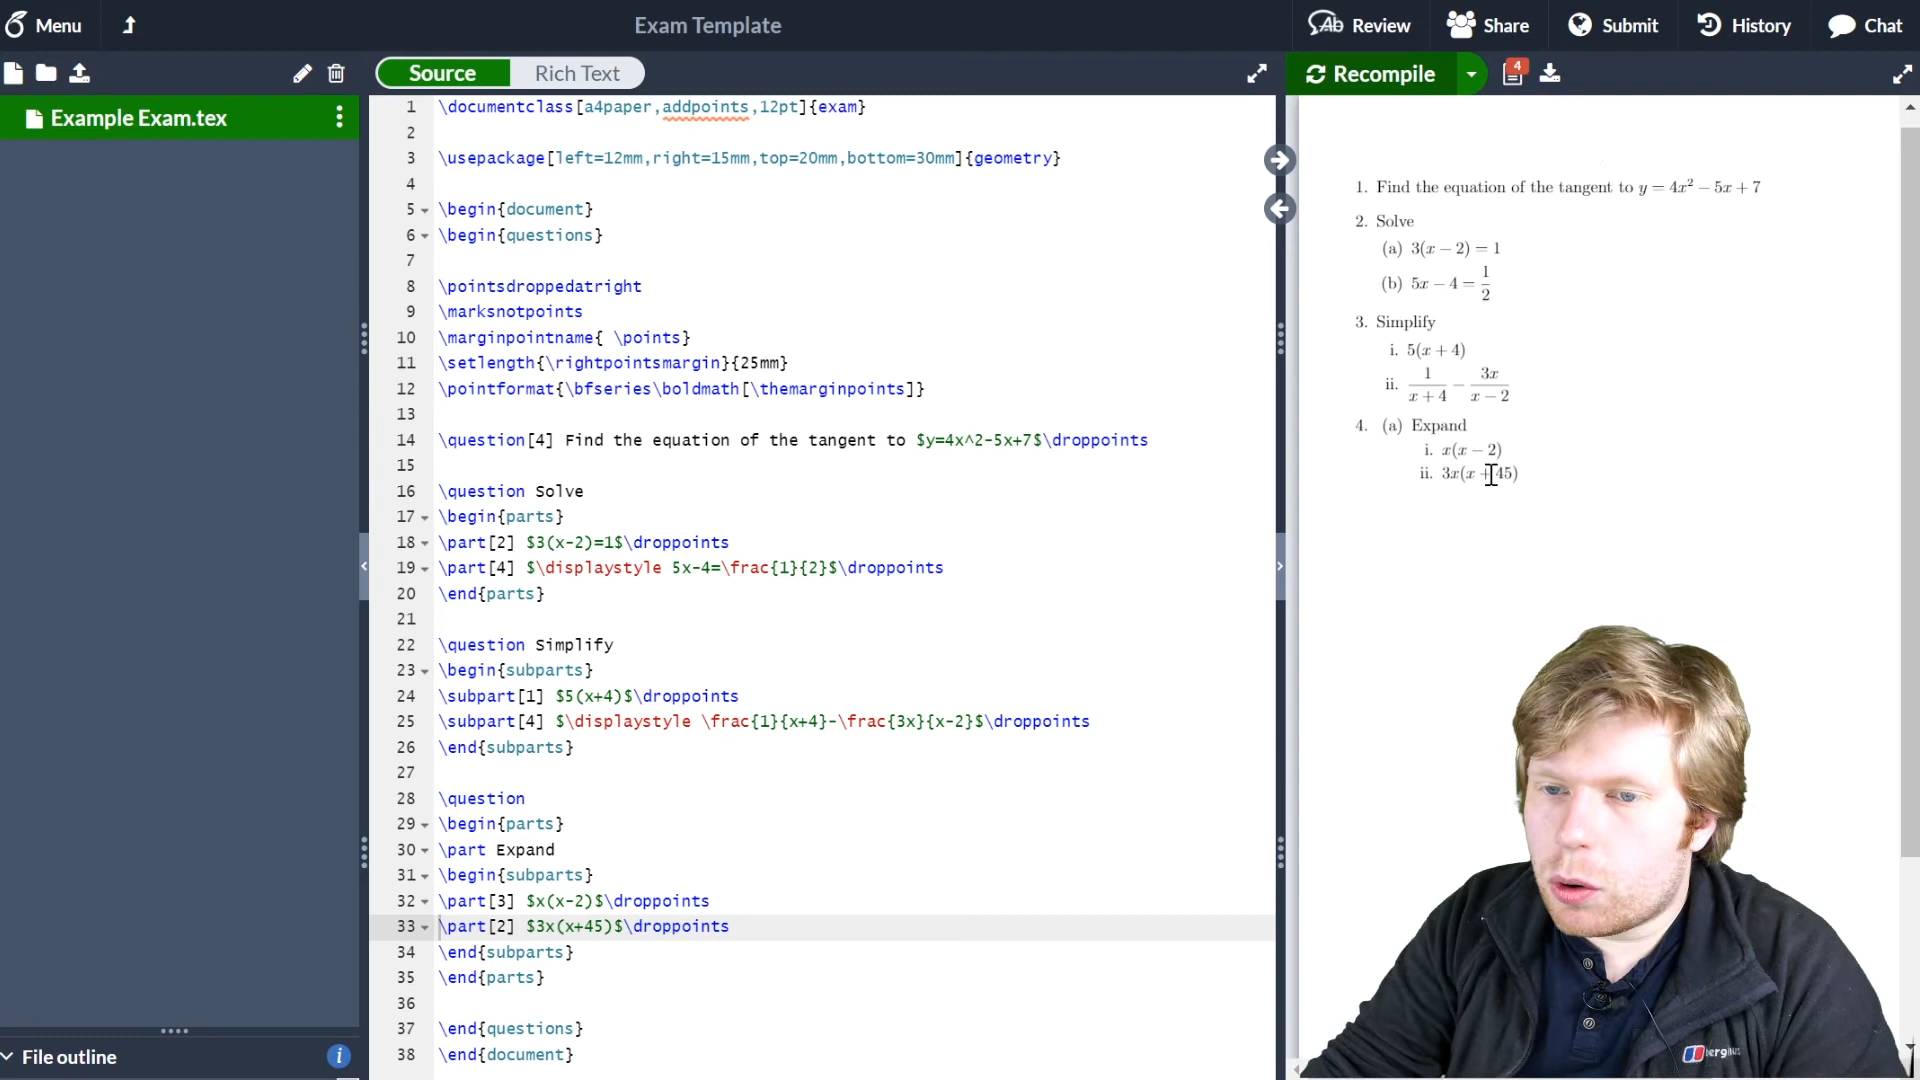 Menu
Exam Template
Review
Share
Submit
History
Chat
Source
Rich Text
Recompile
4
Example Exam.tex
1 \documentclass[a4paper,addpoints,12pt]{exam}
2
3 \usepackage[left=12mm,right=15mm,top=20mm,bottom=30mm]{geometry}
4
5 \begin{document}
6 \begin{questions}
7
8 \pointsdroppedatright
9 \marksnotpoints
10 \marginpointname{ \points}
11 \setlength{\rightpointsmargin}{25mm}
12 \pointformat{\bfseries\boldmath[\themarginpoints]}
13
14 \question[4] Find the equation of the tangent to $y=4x^2-5x+7$\droppoints
15
16 \question Solve
17 \begin{parts}
18 \part[2] $3(x-2)=1$\droppoints
19 \part[4] $\displaystyle 5x-4=\frac{1}{2}$\droppoints
20 \end{parts}
21
22 \question Simplify
23 \begin{subparts}
24 \subpart[1] $5(x+4)$\droppoints
25 \subpart[4] $\displaystyle \frac{1}{x+4}-\frac{3x}{x-2}$\droppoints
26 \end{subparts}
27
28 \question
29 \begin{parts}
30 \part Expand
31 \begin{subparts}
32 \part[3] $x(x-2)$\droppoints
33 \part[2] $3x(x+45)$\droppoints
34 \end{subparts}
35 \end{parts}
36
37 \end{questions}
38 \end{document}
File outline
1. Find the equation of the tangent to y = 4x² − 5x + 7
2. Solve
(a) 3(x − 2) = 1
(b) 5x − 4 = 1/2
3. Simplify
i. 5(x + 4)
ii. 1/(x + 4) − 3x/(x − 2)
4. (a) Expand
i. x(x − 2)
ii. 3x(x + 45)